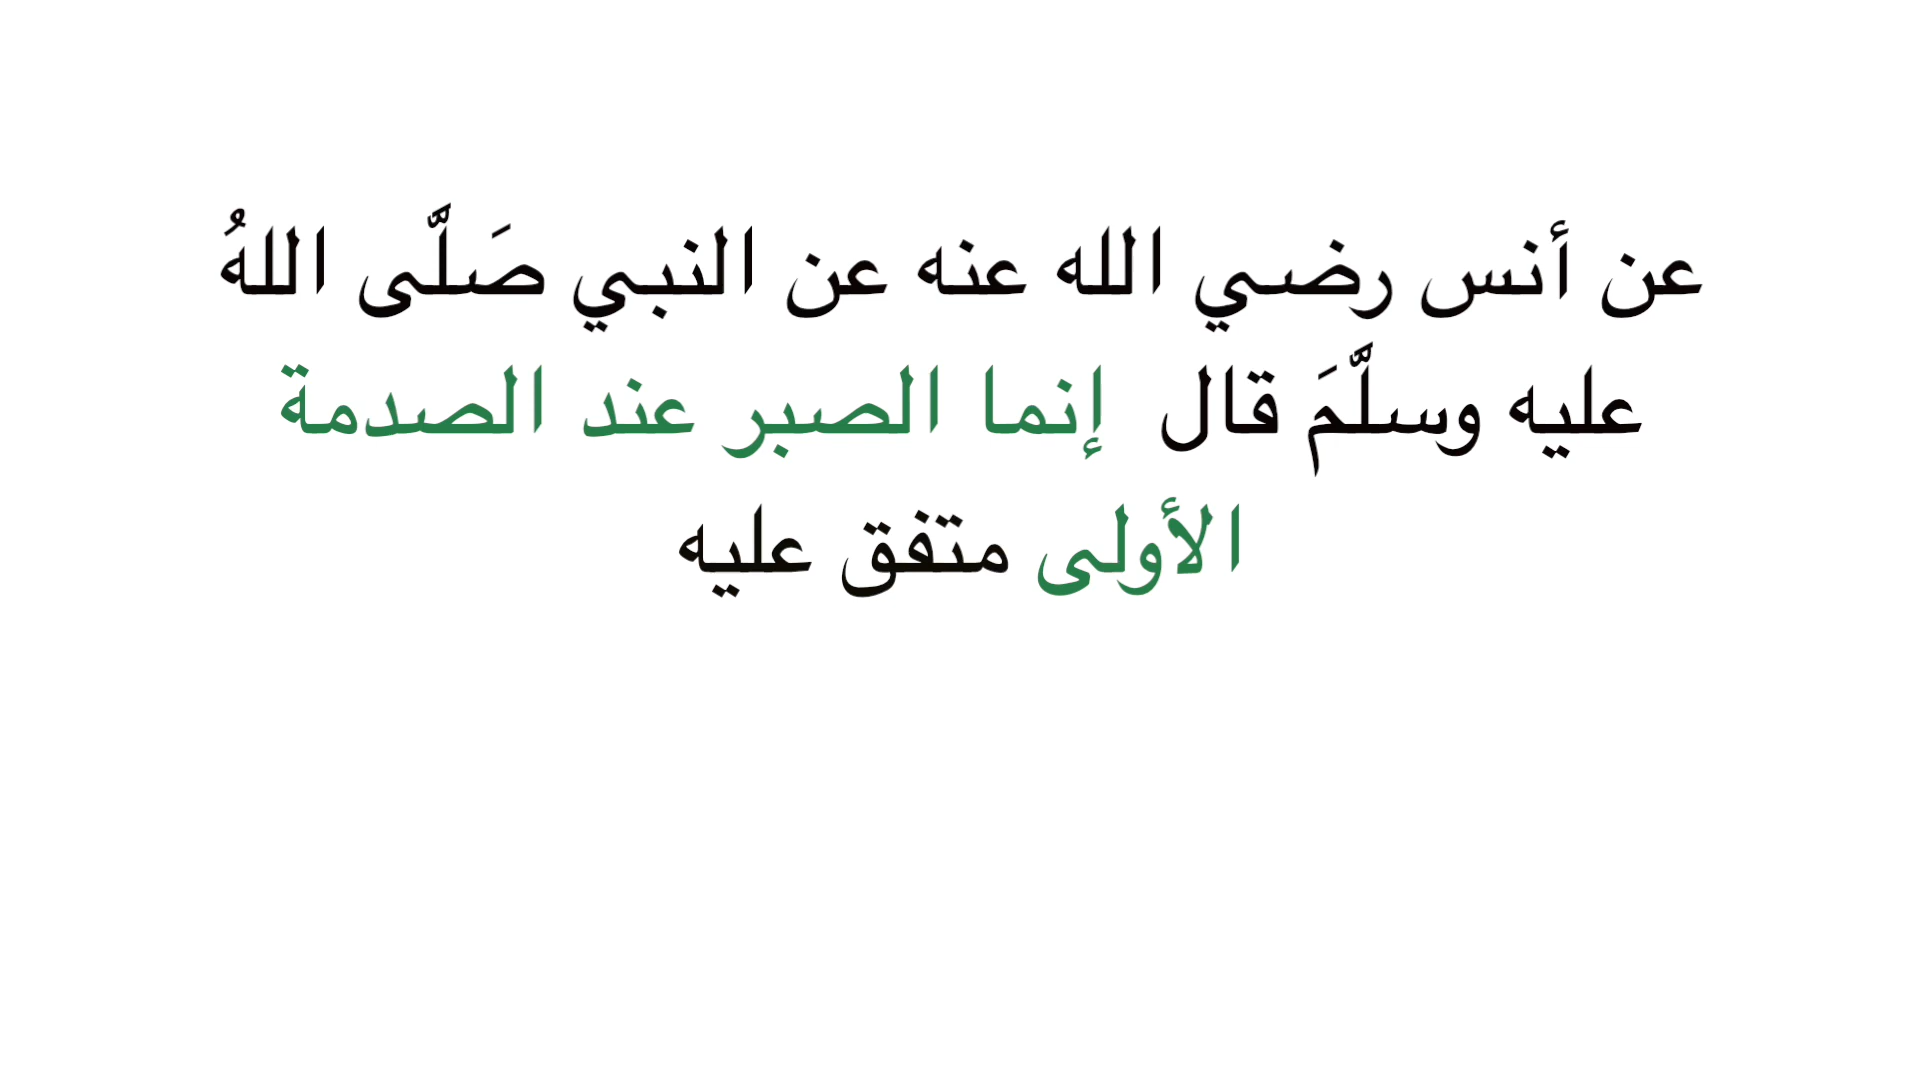 عن أنس رضي الله عنه عن النبي صَلَّى اللهُ
عليه وسلَّمَ قال إنما الصبر عند الصدمة
الأولى متفق عليه